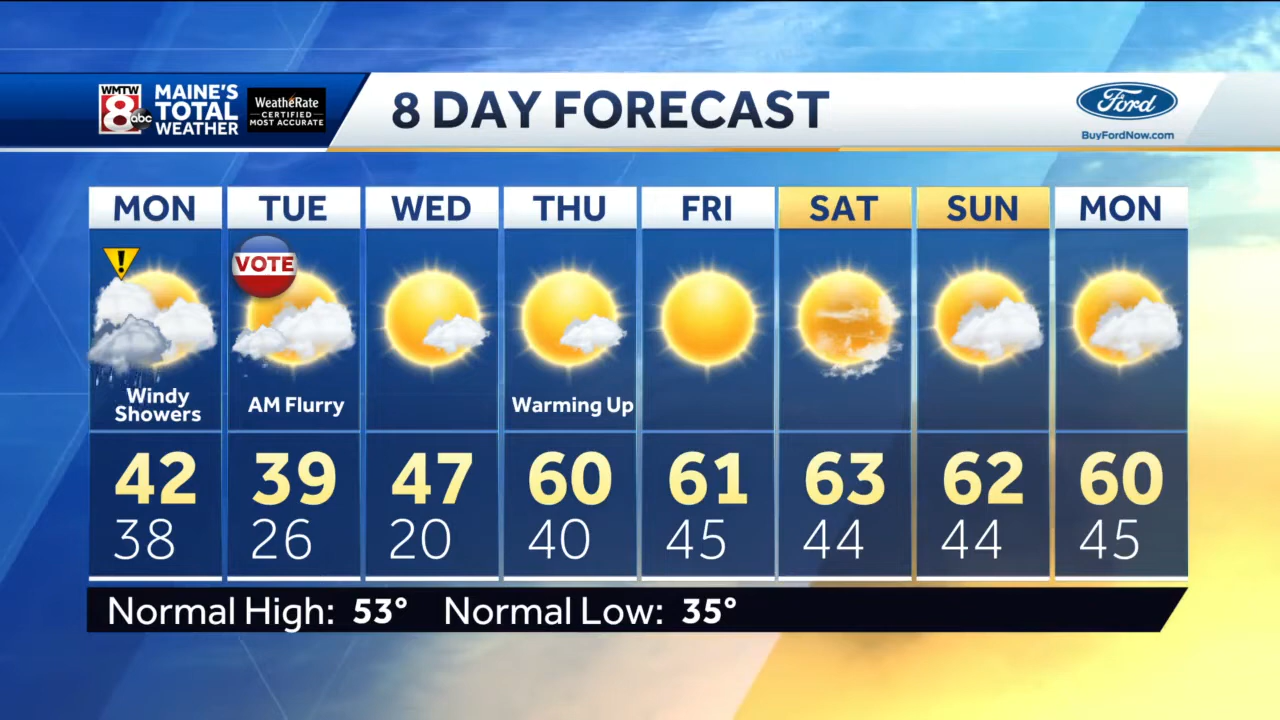 WMTW
8
abc
MAINE'S
TOTAL
WEATHER
WeatheRate
CERTIFIED
MOST ACCURATE
8 DAY FORECAST
Ford
BuyFordNow.com
MON TUE WED THU FRI SAT SUN MON
!
VOTE
Windy
Showers
AM Flurry
Warming Up
42 39 47 60 61 63 62 60
38 26 20 40 45 44 44 45
Normal High: 53° Normal Low: 35°